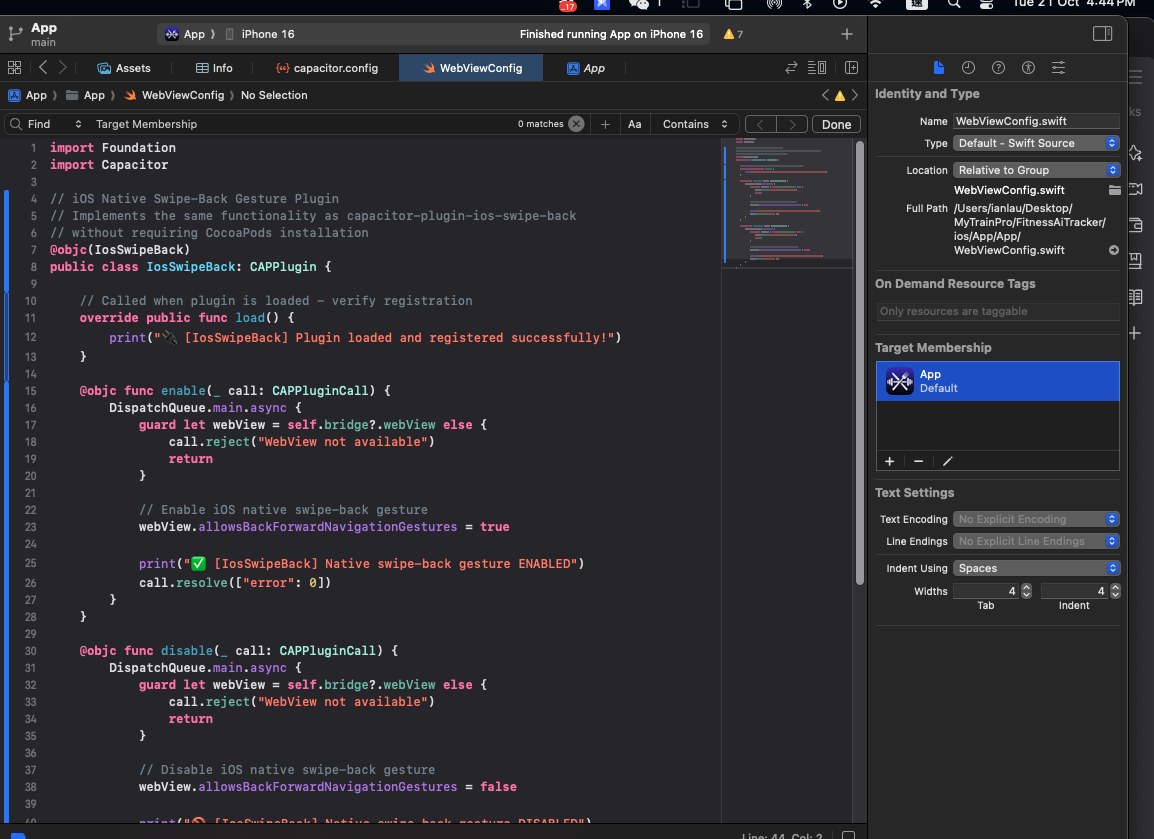 17
1
Tue 21 Oct 4:44 PM
App
main
App
iPhone 16
Finished running App on iPhone 16
7
Assets
Info
capacitor.config
WebViewConfig
App
App
App
WebViewConfig
No Selection
Find
Target Membership
0 matches
Aa
Contains
Done
1 import Foundation
2 import Capacitor
3
4 // iOS Native Swipe-Back Gesture Plugin
5 // Implements the same functionality as capacitor-plugin-ios-swipe-back
6 // without requiring CocoaPods installation
7 @objc(IosSwipeBack)
8 public class IosSwipeBack: CAPPlugin {
9
10 // Called when plugin is loaded - verify registration
11 override public func load() {
12 print("🔌 [IosSwipeBack] Plugin loaded and registered successfully!")
13 }
14
15 @objc func enable(_ call: CAPPluginCall) {
16 DispatchQueue.main.async {
17 guard let webView = self.bridge?.webView else {
18 call.reject("WebView not available")
19 return
20 }
21
22 // Enable iOS native swipe-back gesture
23 webView.allowsBackForwardNavigationGestures = true
24
25 print("✅ [IosSwipeBack] Native swipe-back gesture ENABLED")
26 call.resolve(["error": 0])
27 }
28 }
29
30 @objc func disable(_ call: CAPPluginCall) {
31 DispatchQueue.main.async {
32 guard let webView = self.bridge?.webView else {
33 call.reject("WebView not available")
34 return
35 }
36
37 // Disable iOS native swipe-back gesture
38 webView.allowsBackForwardNavigationGestures = false
39
40 print("🚫 [IosSwipeBack] Native swipe-back gesture DISABLED")
Line: 44 Col: 2
Identity and Type
Name WebViewConfig.swift
Type Default - Swift Source
Location Relative to Group
WebViewConfig.swift
Full Path /Users/ianlau/Desktop/
MyTrainPro/FitnessAiTracker/
ios/App/App/
WebViewConfig.swift
On Demand Resource Tags
Only resources are taggable
Target Membership
App
Default
Text Settings
Text Encoding No Explicit Encoding
Line Endings No Explicit Line Endings
Indent Using Spaces
Widths 4 4
Tab Indent
ks